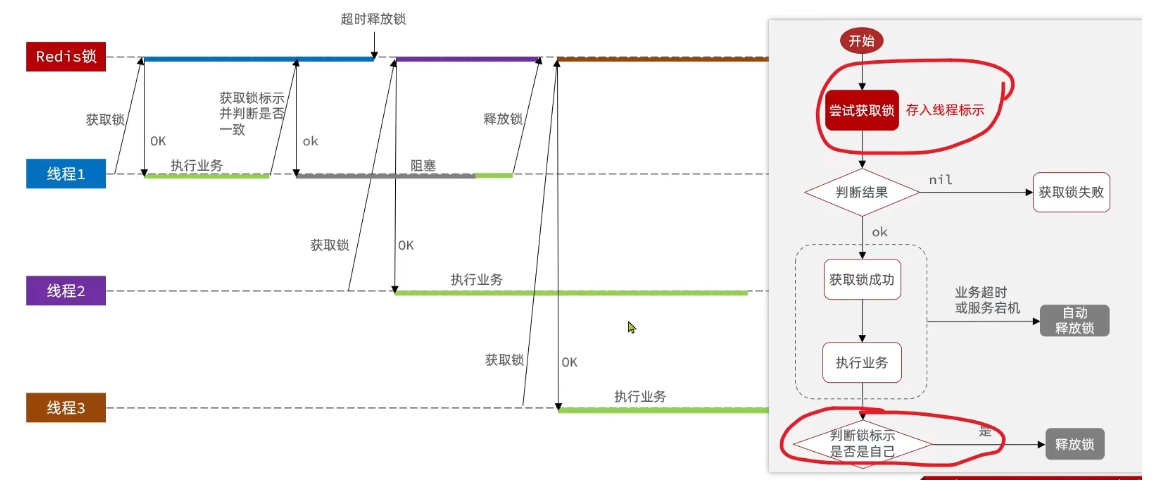 超时释放锁
Redis锁
获取锁
OK
获取锁标示
并判断是否
一致
ok
释放锁
线程1
执行业务
阻塞
获取锁
OK
线程2
执行业务
获取锁
OK
线程3
执行业务
开始
尝试获取锁
存入线程标示
判断结果
nil
获取锁失败
ok
获取锁成功
业务超时
或服务宕机
自动
释放锁
执行业务
判断锁标示
是否是自己
是
释放锁